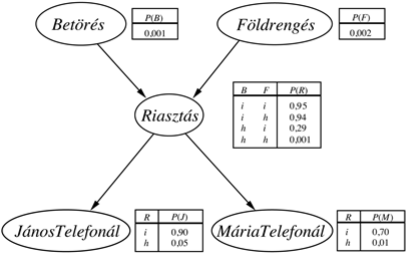 Betörés
P(B)
0,001
Földrengés
P(F)
0,002
Riasztás
B F P(R)
i i 0,95
i h 0,94
h i 0,29
h h 0,001
JánosTelefonál
R P(J)
i 0,90
h 0,05
MáriaTelefonál
R P(M)
i 0,70
h 0,01